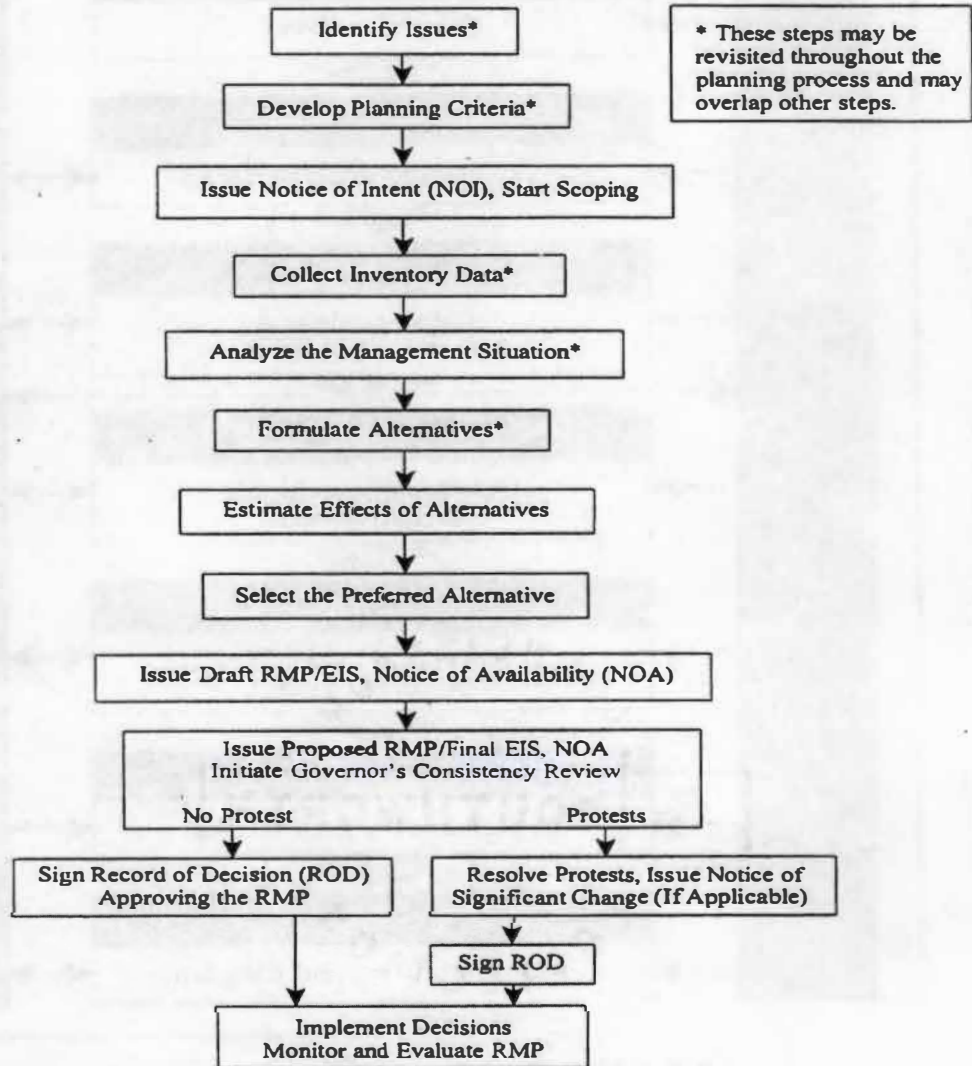 Identify Issues*
* These steps may be
revisited throughout the
planning process and may
overlap other steps.
Develop Planning Criteria*
Issue Notice of Intent (NOI), Start Scoping
Collect Inventory Data*
Analyze the Management Situation*
Formulate Alternatives*
Estimate Effects of Alternatives
Select the Preferred Alternative
Issue Draft RMP/EIS, Notice of Availability (NOA)
Issue Proposed RMP/Final EIS, NOA
Initiate Governor's Consistency Review
No Protest
Protests
Sign Record of Decision (ROD)
Approving the RMP
Resolve Protests, Issue Notice of
Significant Change (If Applicable)
Sign ROD
Implement Decisions
Monitor and Evaluate RMP